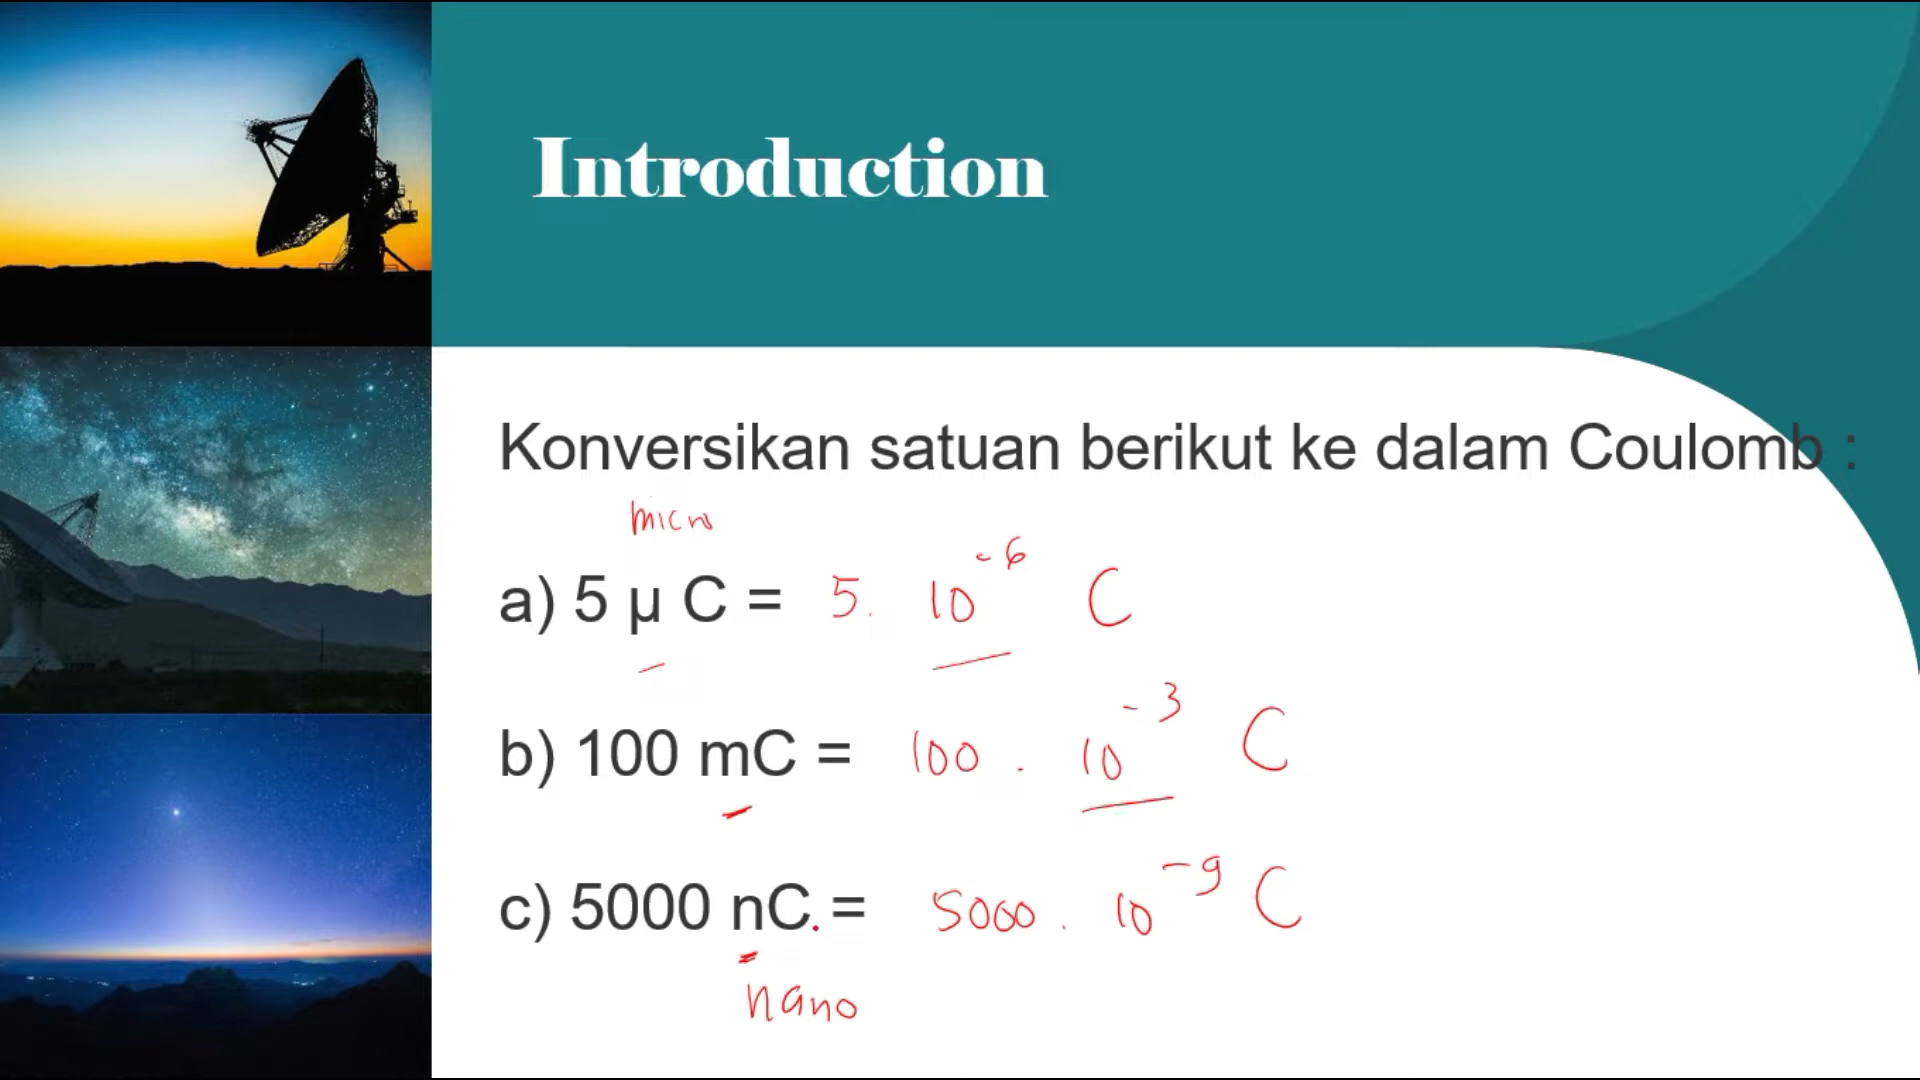 Introduction
Konversikan satuan berikut ke dalam Coulomb :
micro
a) 5 µ C = 5. 10⁻⁶ C
b) 100 mC = 100 . 10⁻³ C
c) 5000 nC. = 5000 . 10⁻⁹ C
nano